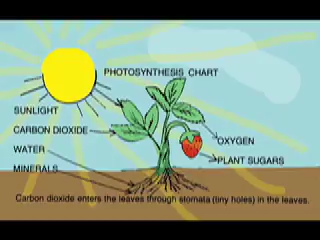 PHOTOSYNTHESIS CHART
SUNLIGHT
CARBON DIOXIDE
WATER
MINERALS
OXYGEN
PLANT SUGARS
Carbon dioxide enters the leaves through stomata (tiny holes) in the leaves.